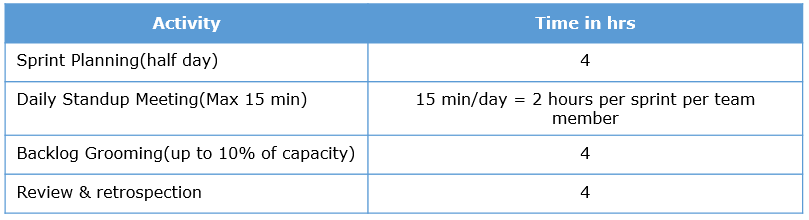 Activity
Time in hrs
Sprint Planning(half day)
4
Daily Standup Meeting(Max 15 min)
15 min/day = 2 hours per sprint per team
member
Backlog Grooming(up to 10% of capacity)
4
Review & retrospection
4